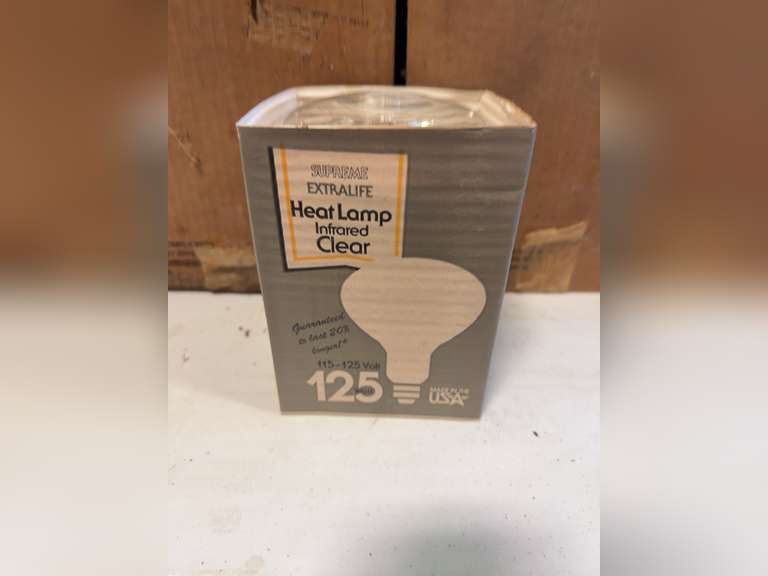 SUPREME
EXTRALIFE
Heat Lamp
Infrared
Clear
Guaranteed
to last 20%
longer!*
115-125 Volt
125
MADE IN THE
USA